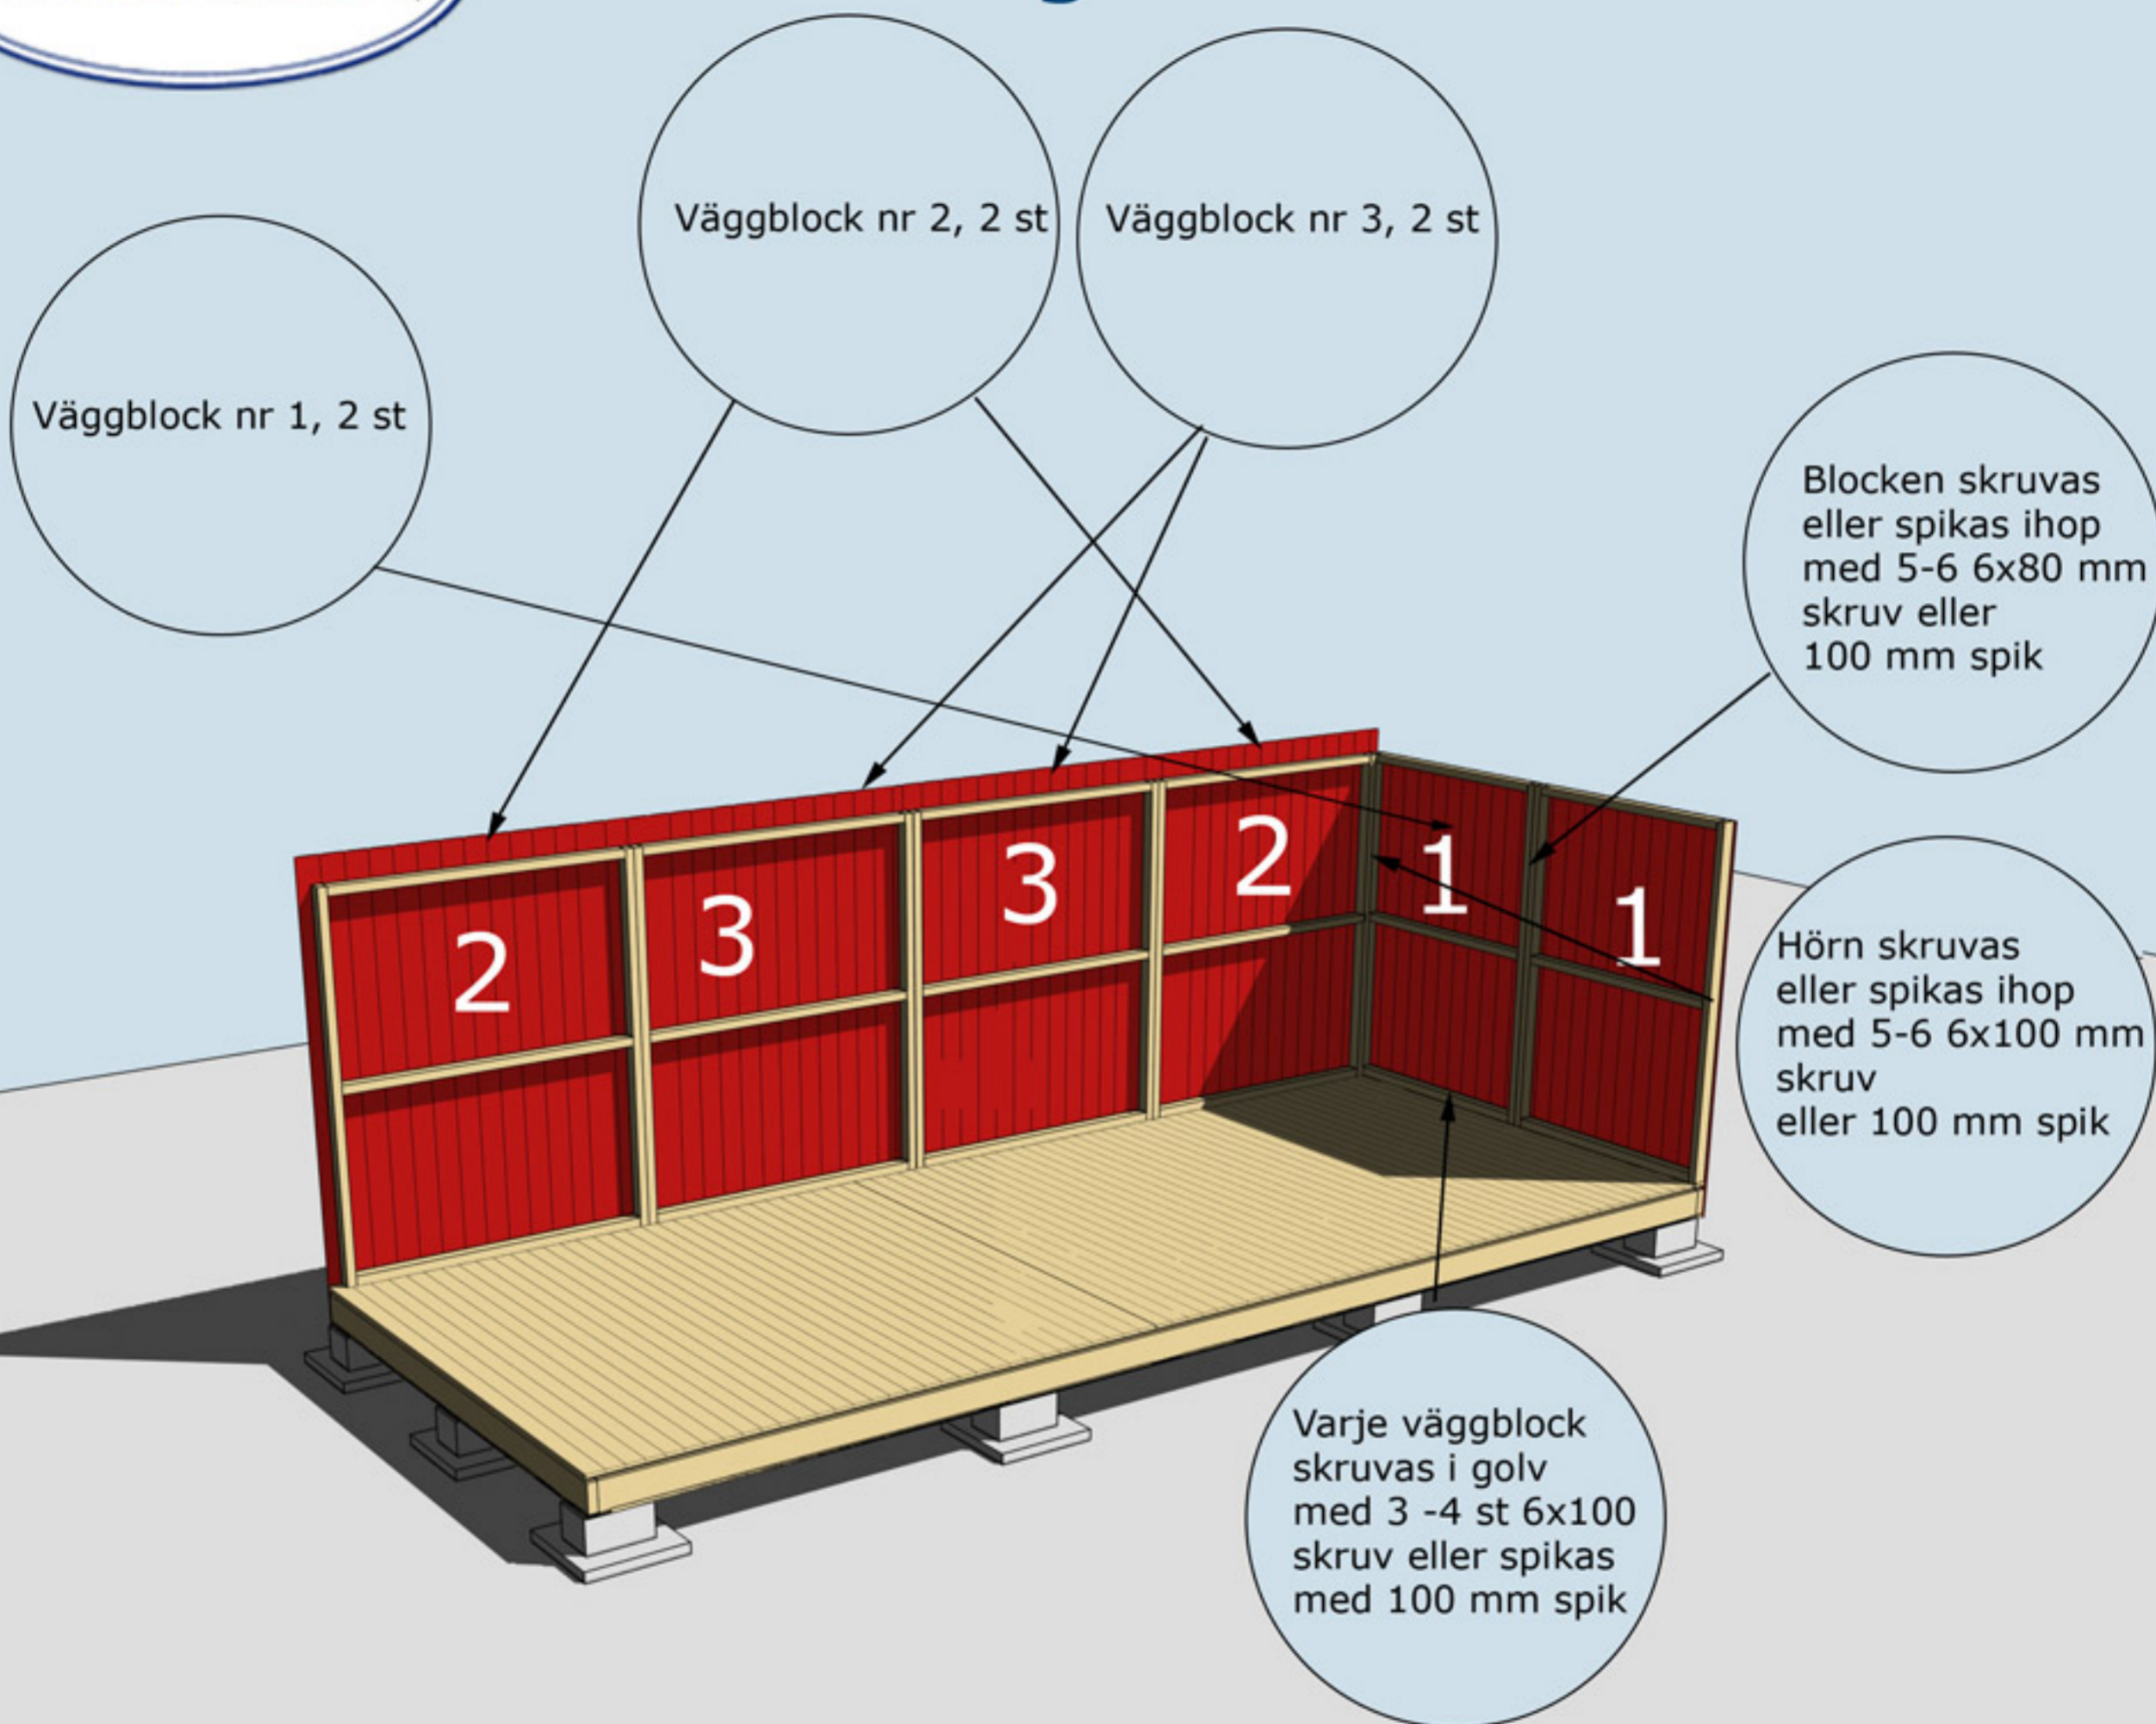 Väggblock nr 2, 2 st
Väggblock nr 3, 2 st
Väggblock nr 1, 2 st
Blocken skruvas
eller spikas ihop
med 5-6 6x80 mm
skruv eller
100 mm spik
2
3
3
2
1
1
Hörn skruvas
eller spikas ihop
med 5-6 6x100 mm
skruv
eller 100 mm spik
Varje väggblock
skruvas i golv
med 3 -4 st 6x100
skruv eller spikas
med 100 mm spik